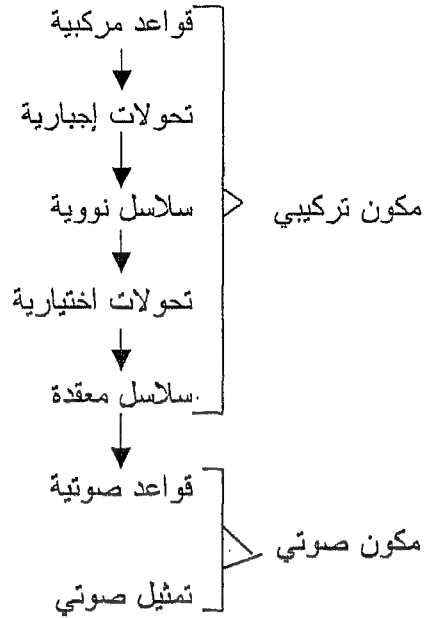 قواعد مركبية
تحولات إجبارية
سلاسل نووية
مكون تركيبي
تحولات اختيارية
سلاسل معقدة
قواعد صوتية
مكون صوتي
تمثيل صوتي